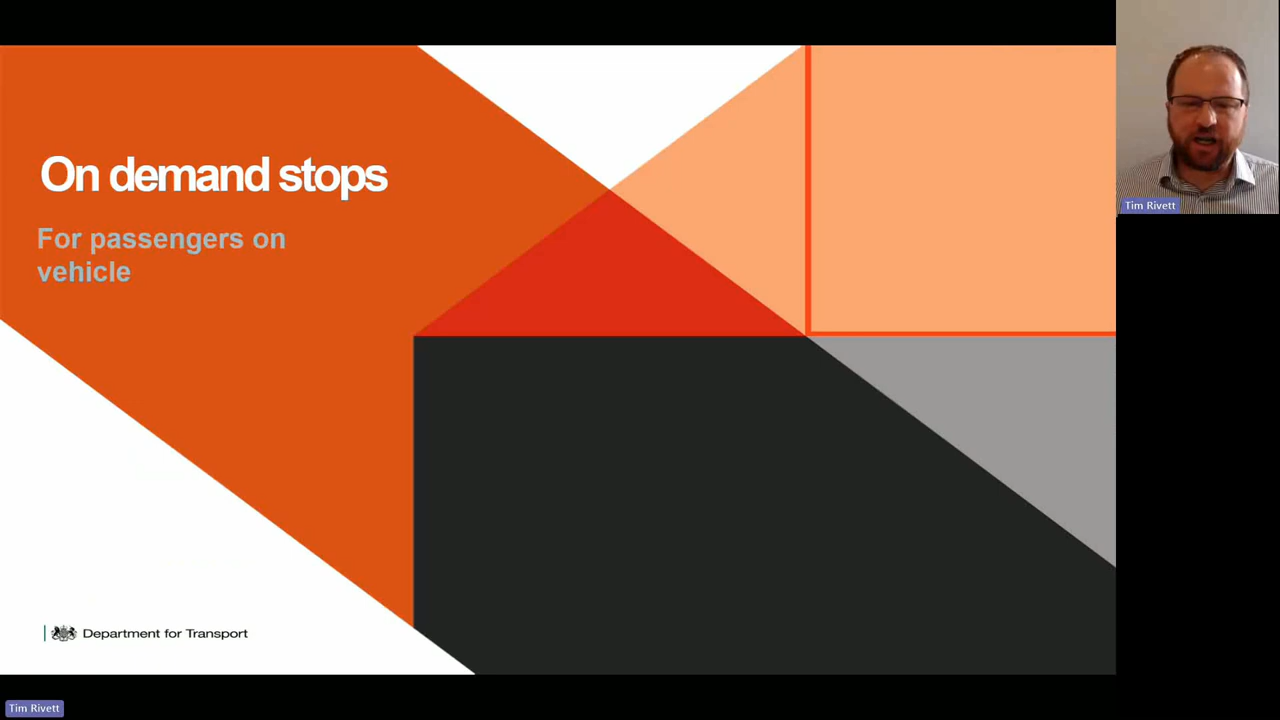 On demand stops
For passengers on
vehicle
Department for Transport
Tim Rivett
Tim Rivett